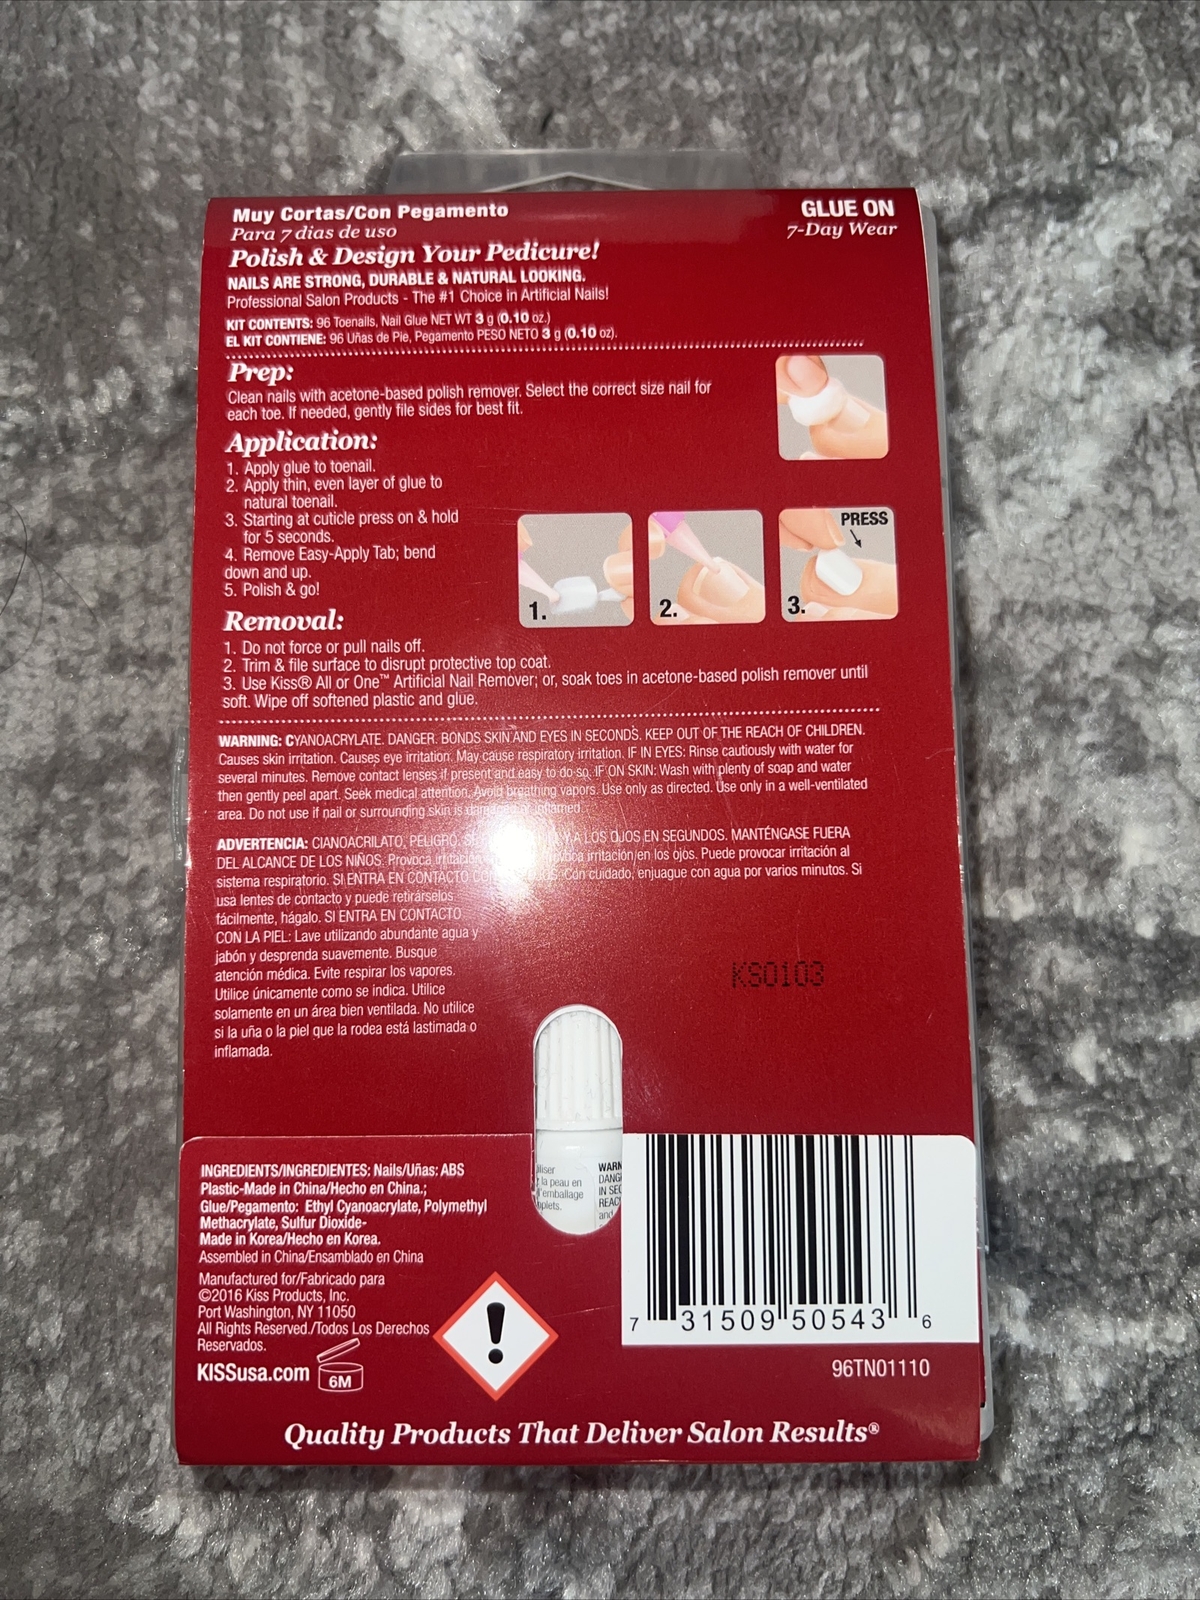 Muy Cortas/Con Pegamento
Para 7 dias de uso
GLUE ON
7-Day Wear
Polish & Design Your Pedicure!
NAILS ARE STRONG, DURABLE & NATURAL LOOKING.
Professional Salon Products - The #1 Choice in Artificial Nails!
KIT CONTENTS: 96 Toenails, Nail Glue NET WT 3 g (0.10 oz.)
EL KIT CONTIENE: 96 Uñas de Pie, Pegamento PESO NETO 3 g (0.10 oz).
Prep:
Clean nails with acetone-based polish remover. Select the correct size nail for
each toe. If needed, gently file sides for best fit.
Application:
1. Apply glue to toenail.
2. Apply thin, even layer of glue to
natural toenail.
3. Starting at cuticle press on & hold
for 5 seconds.
4. Remove Easy-Apply Tab; bend
down and up.
5. Polish & go!
1.
2.
PRESS
3.
Removal:
1. Do not force or pull nails off.
2. Trim & file surface to disrupt protective top coat.
3. Use Kiss® All or One™ Artificial Nail Remover; or, soak toes in acetone-based polish remover until
soft. Wipe off softened plastic and glue.
WARNING: CYANOACRYLATE. DANGER. BONDS SKIN AND EYES IN SECONDS. KEEP OUT OF THE REACH OF CHILDREN.
Causes skin irritation. Causes eye irritation. May cause respiratory irritation. IF IN EYES: Rinse cautiously with water for
several minutes. Remove contact lenses if present and easy to do so. IF ON SKIN: Wash with plenty of soap and water
then gently peel apart. Seek medical attention. Avoid breathing vapors. Use only as directed. Use only in a well-ventilated
area. Do not use if nail or surrounding skin is damaged or inflamed.
ADVERTENCIA: CIANOACRILATO, PELIGRO. Y A LOS OJOS EN SEGUNDOS. MANTÉNGASE FUERA
DEL ALCANCE DE LOS NIÑOS. Provoca irritación irritación en los ojos. Puede provocar irritación al
sistema respiratorio. SI ENTRA EN CONTACTO Con cuidado, enjuague con agua por varios minutos. Si
usa lentes de contacto y puede retirárselos
fácilmente, hágalo. SI ENTRA EN CONTACTO
CON LA PIEL: Lave utilizando abundante agua y
jabón y desprenda suavemente. Busque
atención médica. Evite respirar los vapores.
Utilice únicamente como se indica. Utilice
solamente en un área bien ventilada. No utilice
si la uña o la piel que la rodea está lastimada o
inflamada.
KS0103
la peau en
l'emballage
WARN
DANG
IN SEC
REAC
and
INGREDIENTS/INGREDIENTES: Nails/Uñas: ABS
Plastic-Made in China/Hecho en China.;
Glue/Pegamento: Ethyl Cyanoacrylate, Polymethyl
Methacrylate, Sulfur Dioxide-
Made in Korea/Hecho en Korea.
Assembled in China/Ensamblado en China
Manufactured for/Fabricado para
©2016 Kiss Products, Inc.
Port Washington, NY 11050
All Rights Reserved./Todos Los Derechos
Reservados.
KISSusa.com
6M
7 31509 50543 6
96TN01110
Quality Products That Deliver Salon Results®